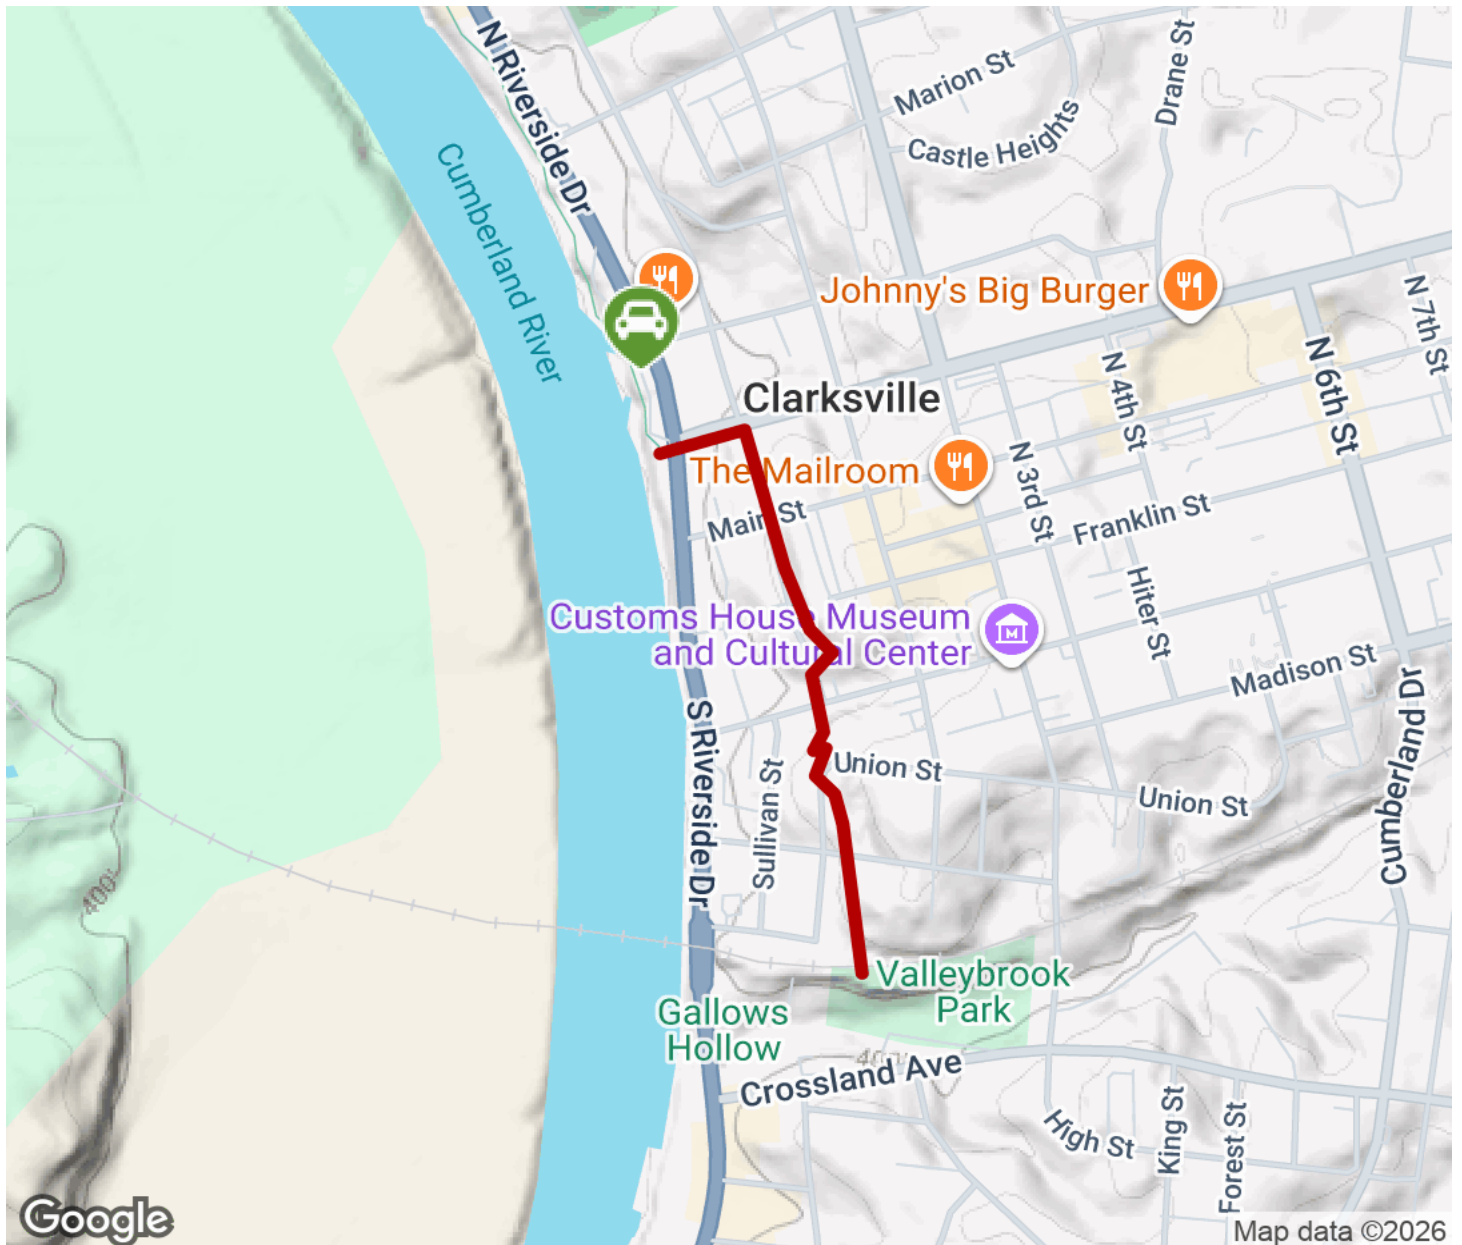 N Riverside Dr
Marion St
Drane St
Castle Heights
Cumberland River
Johnny's Big Burger
N 7th St
N 4th St
N 6th St
Clarksville
The Mailroom
N 3rd St
Main St
Franklin St
Hiter St
Customs House Museum
and Cultural Center
Madison St
S Riverside Dr
Cumberland Dr
Union St
Sullivan St
Union St
400'
Valleybrook
Park
Gallows
Hollow
Crossland Ave
High St
King St
Forest St
Google
Map data ©2026